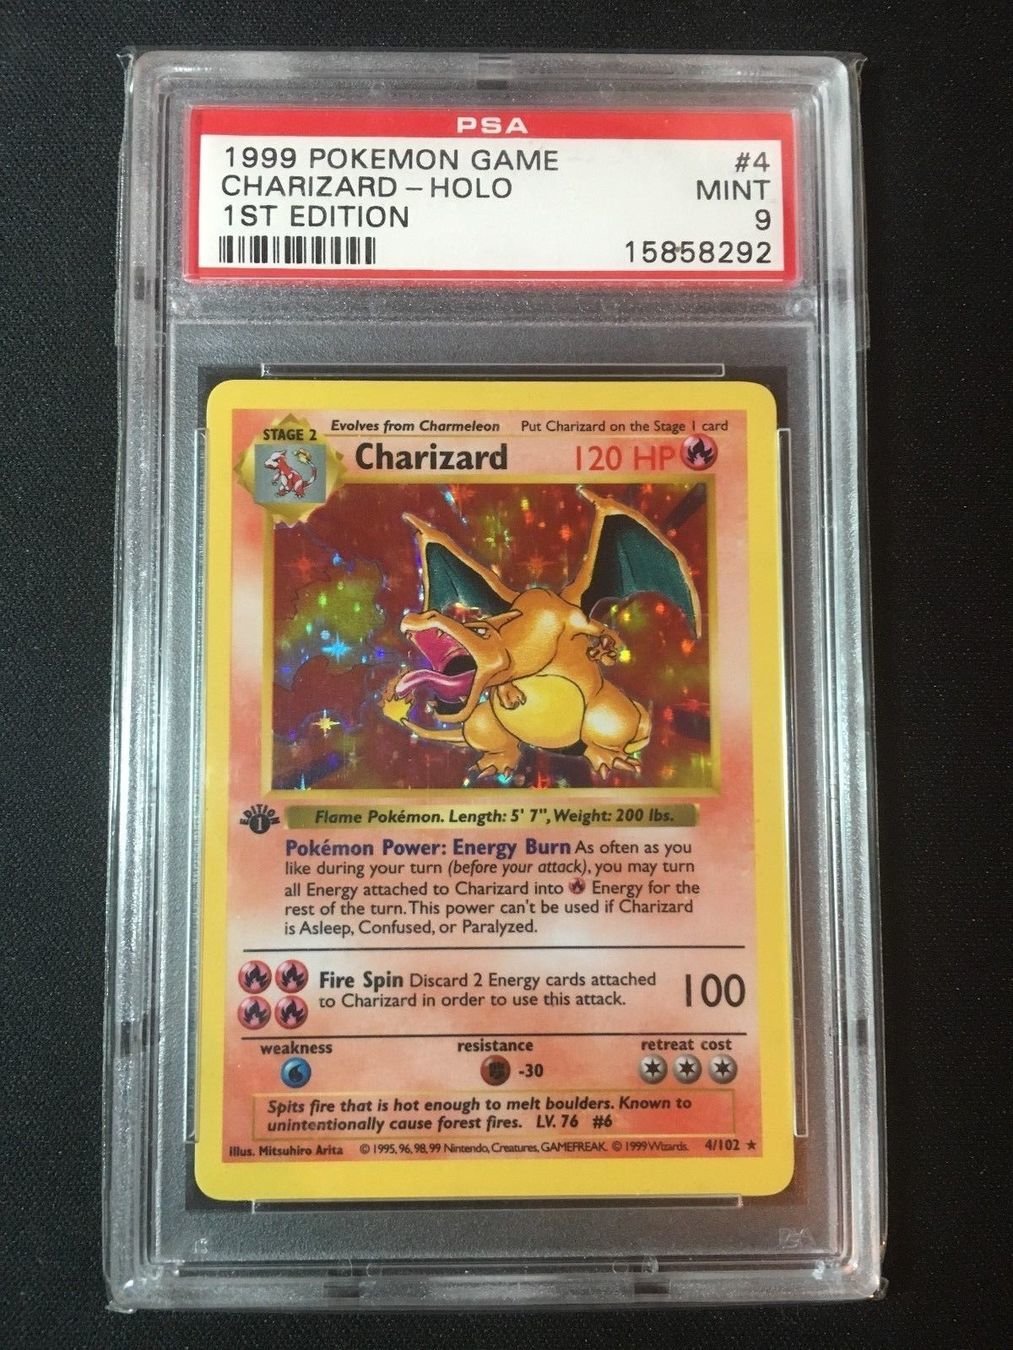 PSA
1999 POKEMON GAME #4
CHARIZARD – HOLO MINT
1ST EDITION 9
15858292
STAGE 2 Evolves from Charmeleon Put Charizard on the Stage 1 card
Charizard 120 HP
EDITION
1
Flame Pokémon. Length: 5' 7", Weight: 200 lbs.
Pokémon Power: Energy Burn As often as you
like during your turn (before your attack), you may turn
all Energy attached to Charizard into Energy for the
rest of the turn. This power can't be used if Charizard
is Asleep, Confused, or Paralyzed.
Fire Spin Discard 2 Energy cards attached
to Charizard in order to use this attack. 100
weakness resistance retreat cost
-30
Spits fire that is hot enough to melt boulders. Known to
unintentionally cause forest fires. LV. 76 #6
Illus. Mitsuhiro Arita © 1995, 96, 98, 99 Nintendo, Creatures, GAMEFREAK. © 1999 Wizards. 4/102 ★
PSA